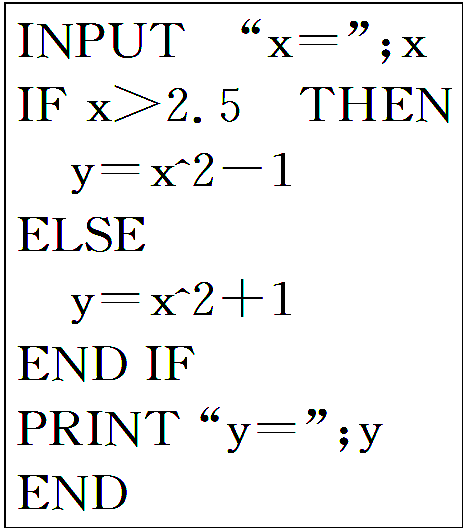 INPUT “x=”;x
IF x>2.5 THEN
y=x^2-1
ELSE
y=x^2+1
END IF
PRINT “y=”;y
END